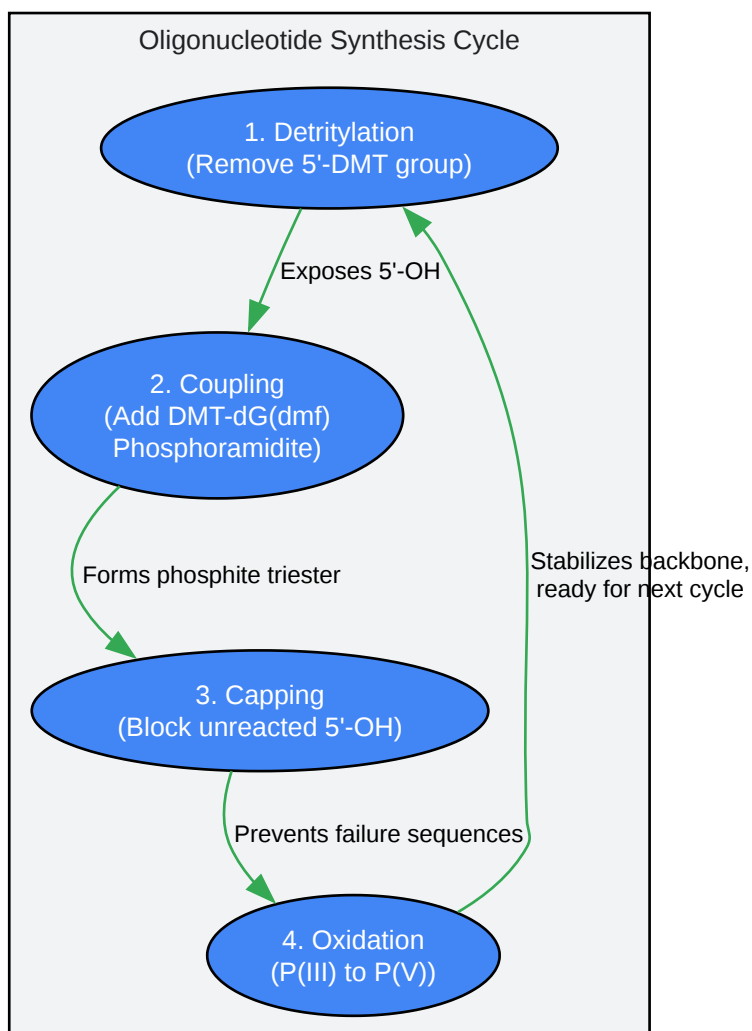 Oligonucleotide Synthesis Cycle
1. Detritylation
(Remove 5'-DMT group)
Exposes 5'-OH
2. Coupling
(Add DMT-dG(dmf)
Phosphoramidite)
Stabilizes backbone,
ready for next cycle
Forms phosphite triester
3. Capping
(Block unreacted 5'-OH)
Prevents failure sequences
4. Oxidation
(P(III) to P(V))